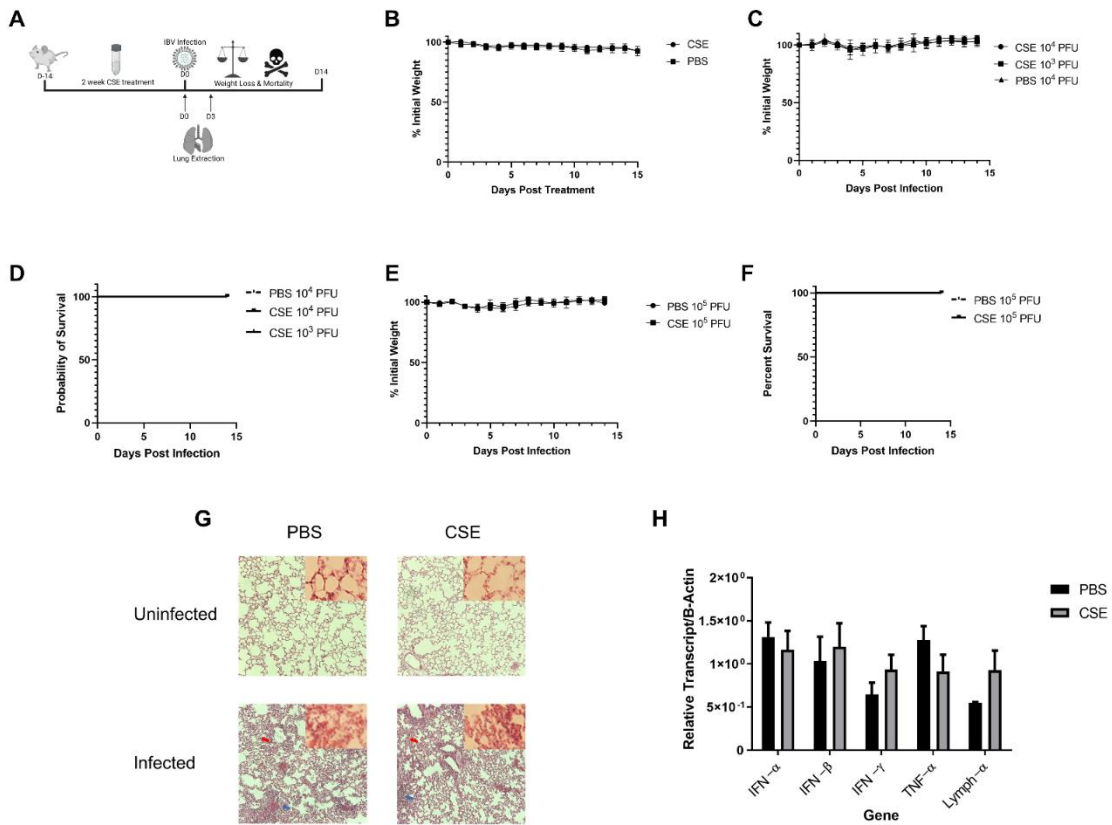 A
IBV Infection
D-14
2 week CSE treatment
D0
Weight Loss & Mortality
D14
D0
D3
Lung Extrection
B
% Initial Weight
100
50
0
0
5
10
15
Days Post Treatment
CSE
PBS
C
% Initial Weight
100
50
0
0
5
10
15
Days Post Infection
CSE 10⁴ PFU
CSE 10³ PFU
PBS 10⁴ PFU
D
Probability of Survival
100
50
0
0
5
10
15
Days Post Infection
PBS 10⁴ PFU
CSE 10⁴ PFU
CSE 10³ PFU
E
% Initial Weight
100
50
0
0
5
10
15
Days Post Infection
PBS 10⁵ PFU
CSE 10⁵ PFU
F
Percent Survival
100
50
0
0
5
10
15
Days Post Infection
PBS 10⁵ PFU
CSE 10⁵ PFU
G
PBS
CSE
Uninfected
Infected
H
Relative Transcript/B-Actin
2×10⁰
1.5×10⁰
1×10⁰
5×10⁻¹
0
IFN-α
IFN-β
IFN-γ
TNF-α
Lymph-α
Gene
PBS
CSE